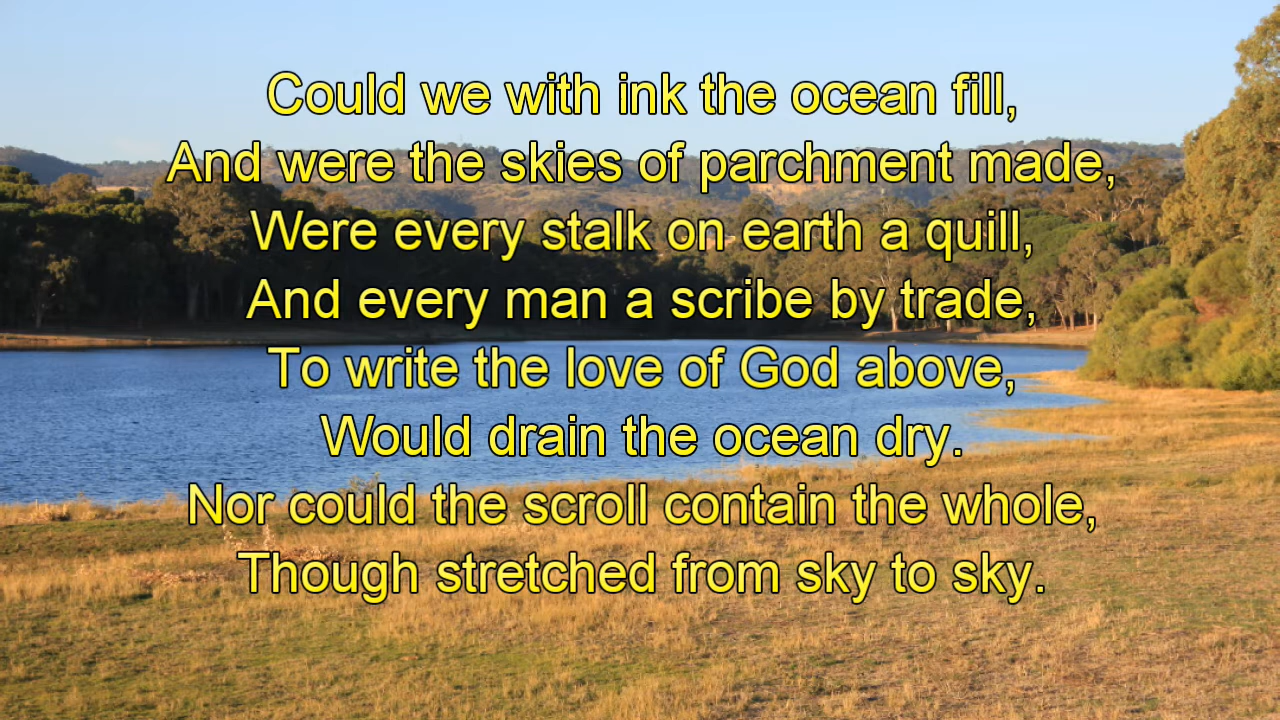 Could we with ink the ocean fill,
And were the skies of parchment made,
Were every stalk on earth a quill,
And every man a scribe by trade,
To write the love of God above,
Would drain the ocean dry.
Nor could the scroll contain the whole,
Though stretched from sky to sky.